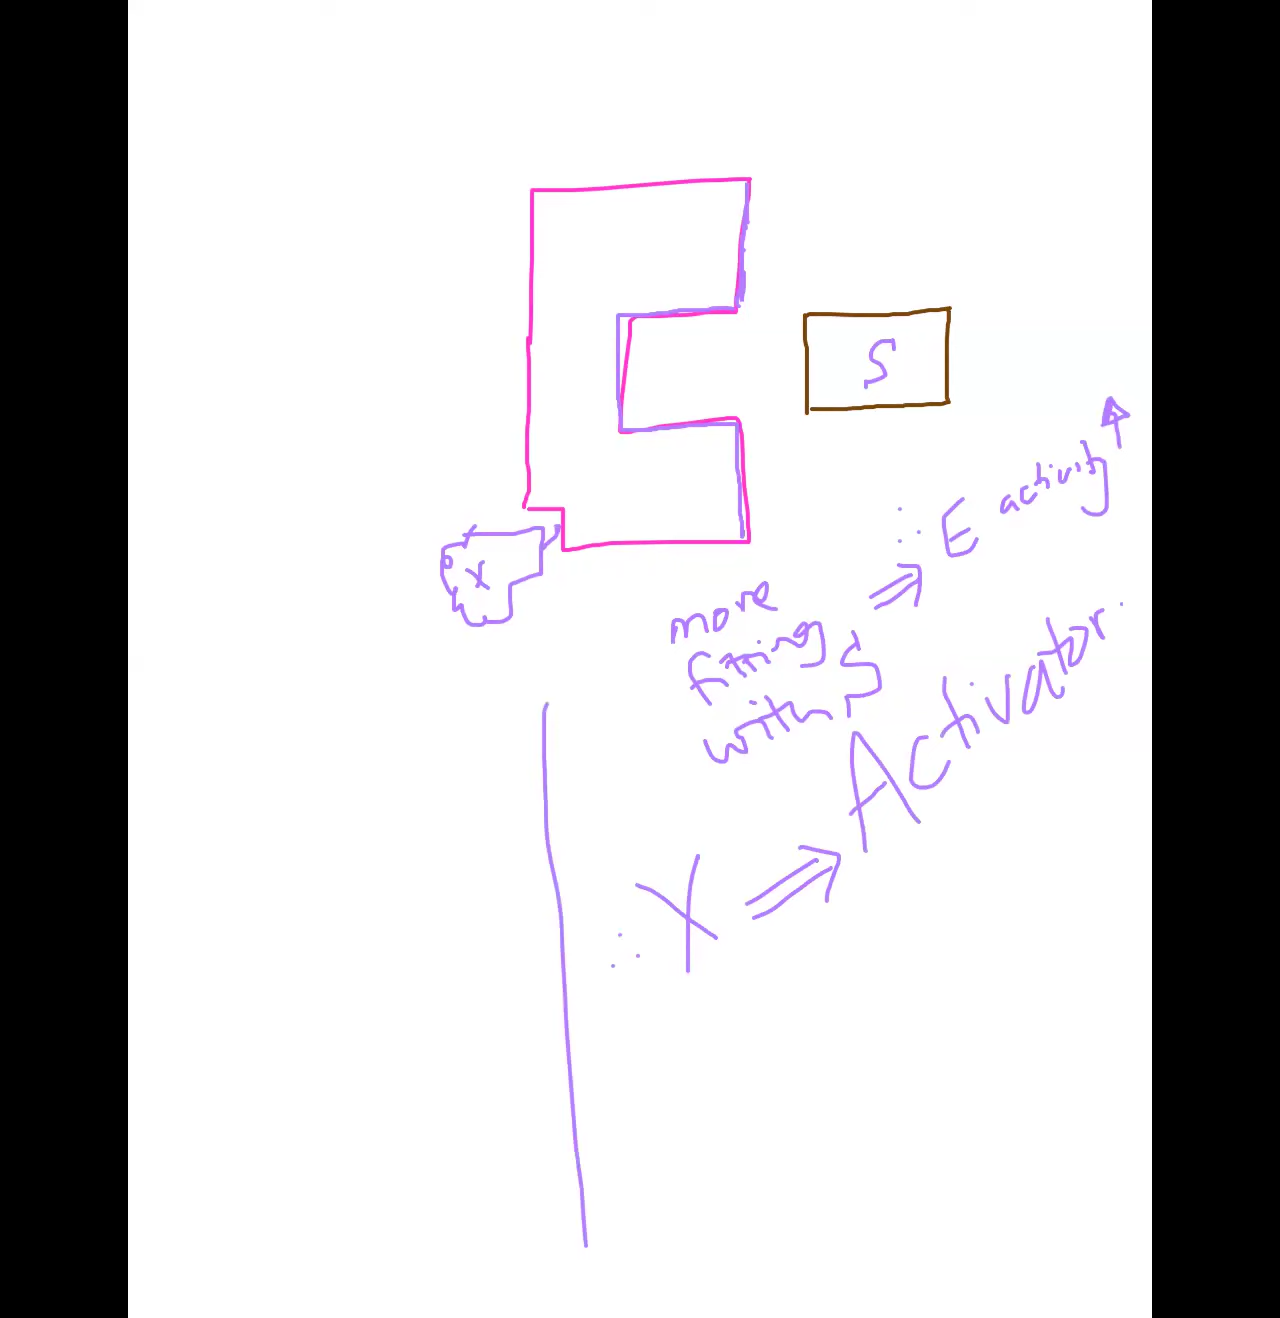 S
X
∴ E activity ↑
more
fitting
with S
⇒
Activator.
∴ X ⇒